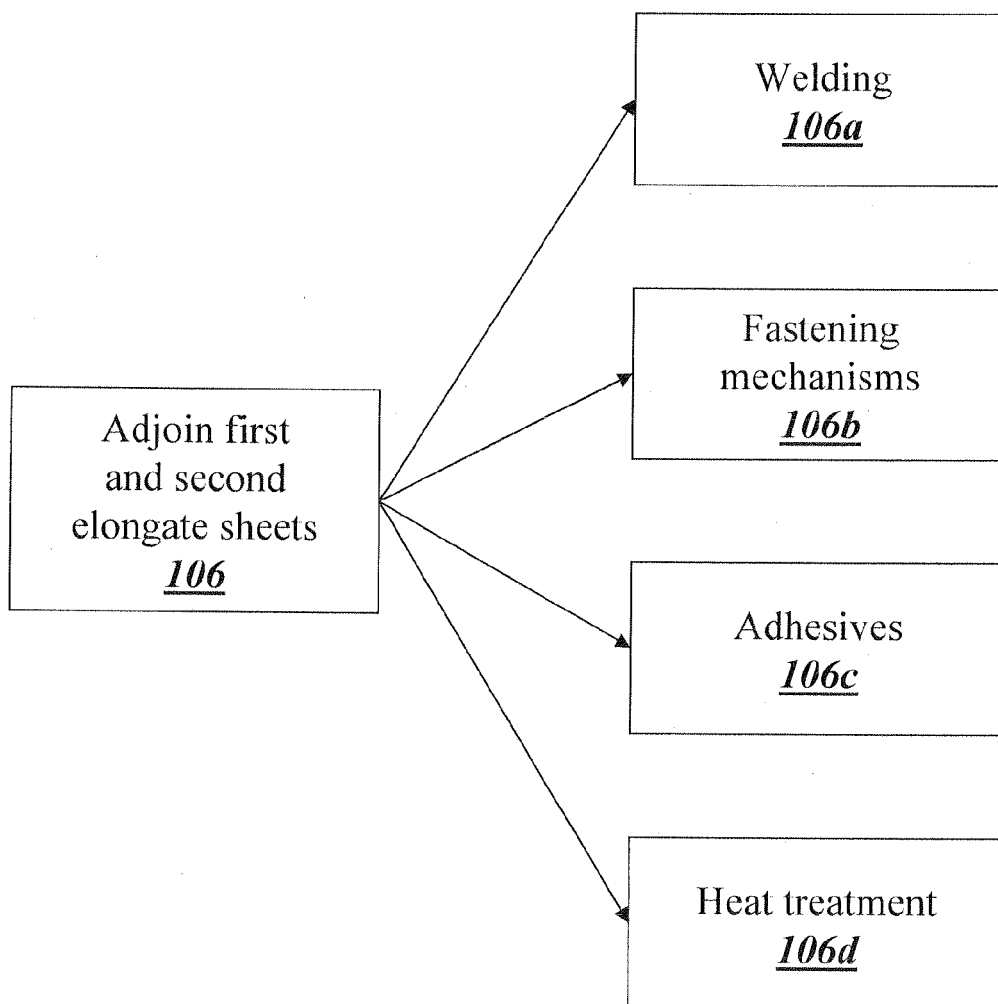 Welding
106a
Fastening
mechanisms
106b
Adjoin first
and second
elongate sheets
106
Adhesives
106c
Heat treatment
106d